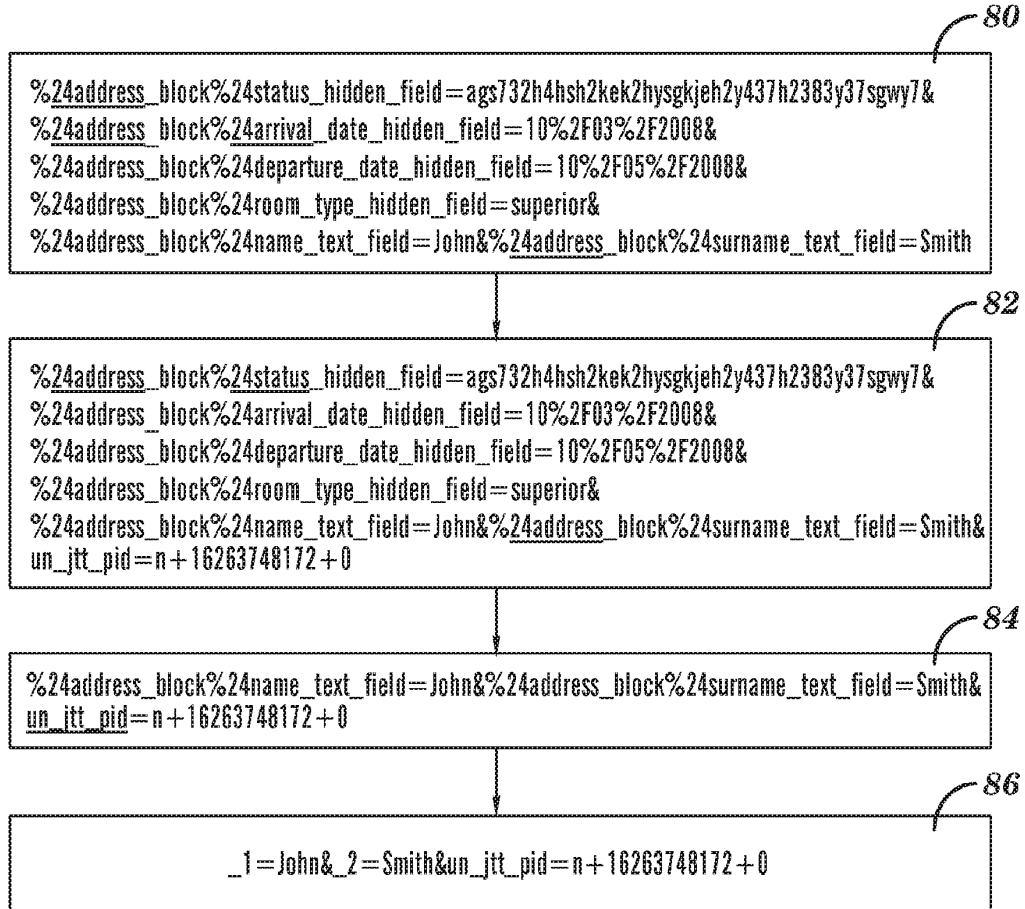 80
%24address_block%24status_hidden_field=ags732h4hsh2kek2hysgkjeh2y437h2383y37sgwy7&
%24address_block%24arrival_date_hidden_field=10%2F03%2F2008&
%24address_block%24departure_date_hidden_field=10%2F05%2F2008&
%24address_block%24room_type_hidden_field=superior&
%24address_block%24name_text_field=John&%24address_block%24surname_text_field=Smith
82
%24address_block%24status_hidden_field=ags732h4hsh2kek2hysgkjeh2y437h2383y37sgwy7&
%24address_block%24arrival_date_hidden_field=10%2F03%2F2008&
%24address_block%24departure_date_hidden_field=10%2F05%2F2008&
%24address_block%24room_type_hidden_field=superior&
%24address_block%24name_text_field=John&%24address_block%24surname_text_field=Smith&
un_jtt_pid=n+16263748172+0
84
%24address_block%24name_text_field=John&%24address_block%24surname_text_field=Smith&
un_jtt_pid=n+16263748172+0
86
_1=John&_2=Smith&un_jtt_pid=n+16263748172+0